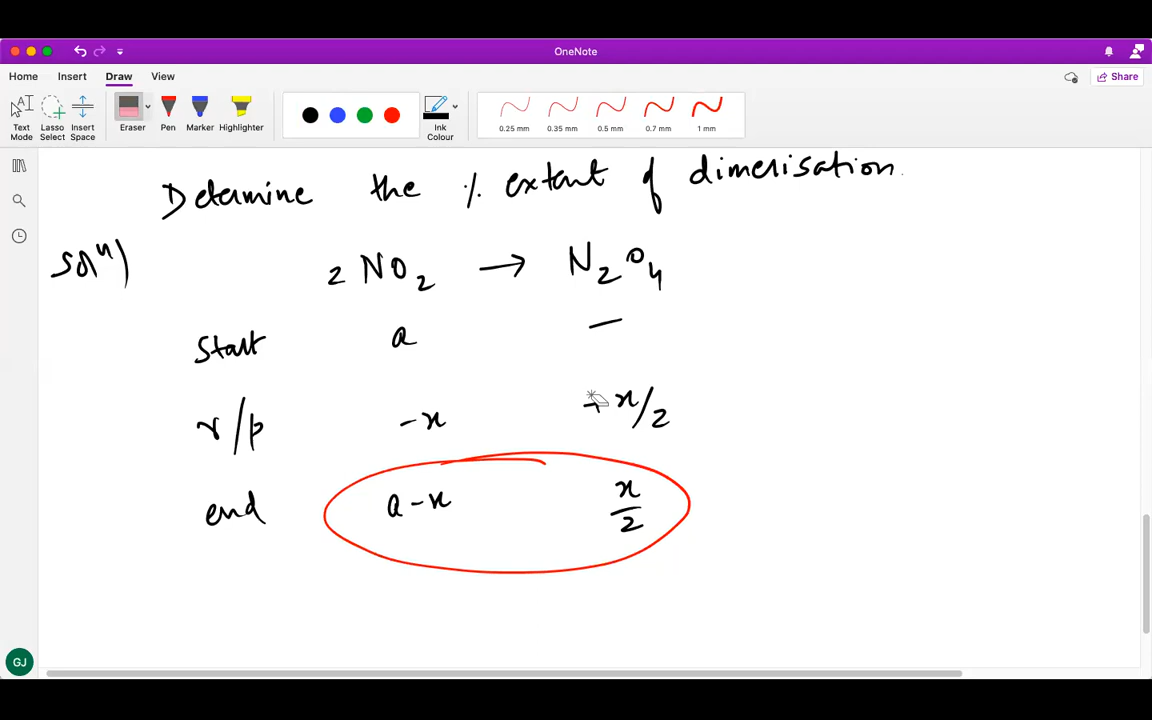 OneNote
Home Insert Draw View
Share
Text Mode
Lasso Select
Insert Space
Eraser
Pen
Marker
Highlighter
Ink Colour
0.25 mm
0.35 mm
0.5 mm
0.7 mm
1 mm
Determine the % extent of dimerisation.
Solⁿ) 2 NO₂ → N₂O₄
Start a —
r/p -x + x/2
end a-x x/2
GJ